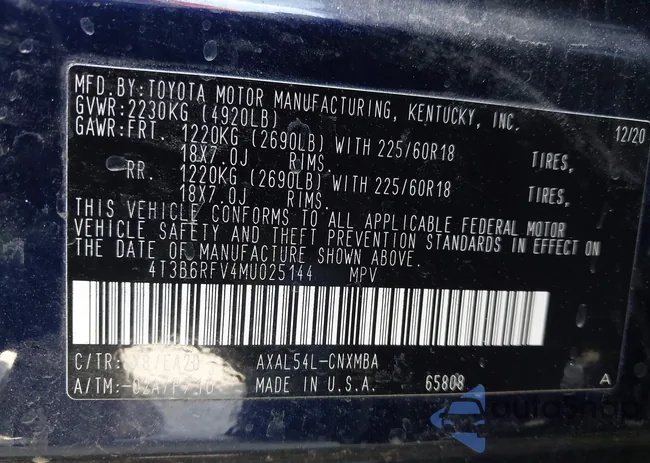 MFD.BY:TOYOTA MOTOR MANUFACTURING, KENTUCKY, INC. 12/20
GVWR:2230KG (4920LB)
GAWR:FRT. 1220KG (2690LB) WITH 225/60R18 TIRES,
18X7.0J RIMS.
RR. 1220KG (2690LB) WITH 225/60R18 TIRES,
18X7.0J RIMS.
THIS VEHICLE CONFORMS TO ALL APPLICABLE FEDERAL MOTOR
VEHICLE SAFETY AND THEFT PREVENTION STANDARDS IN EFFECT ON
THE DATE OF MANUFACTURE SHOWN ABOVE.
4T3B6RFV4MU025144 MPV
C/TR: AXAL54L-CNXMBA
A/TM: MADE IN U.S.A. 65808 A
AutoShop